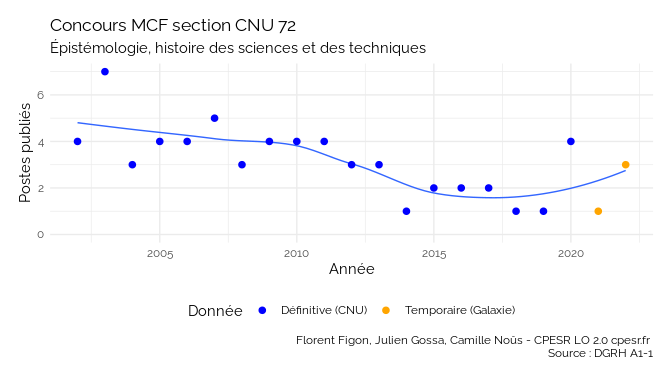 Concours MCF section CNU 72
Épistémologie, histoire des sciences et des techniques
Postes publiés
6
4
2
0
2005 2010 2015 2020
Année
Donnée Définitive (CNU) Temporaire (Galaxie)
Florent Figon, Julien Gossa, Camille Noûs - CPESR LO 2.0 cpesr.fr
Source : DGRH A1-1